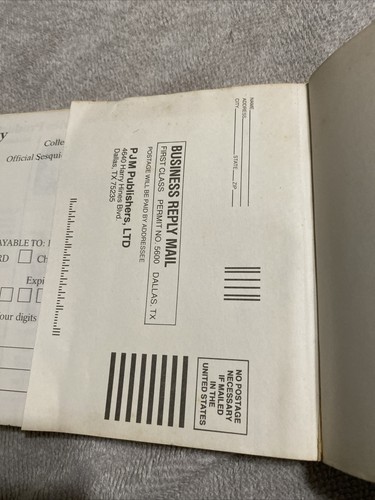 NAME
ADDRESS
CITY STATE ZIP
NO POSTAGE
NECESSARY
IF MAILED
IN THE
UNITED STATES
BUSINESS REPLY MAIL
FIRST CLASS PERMIT NO. 5600 DALLAS, TX
POSTAGE WILL BE PAID BY ADDRESSEE
PJM Publishers, LTD
4640 Harry Hines Blvd.
Dallas, TX 75235
y
Colle
Official Sesqui
AYABLE TO:
RD Ch
Expi
our digits